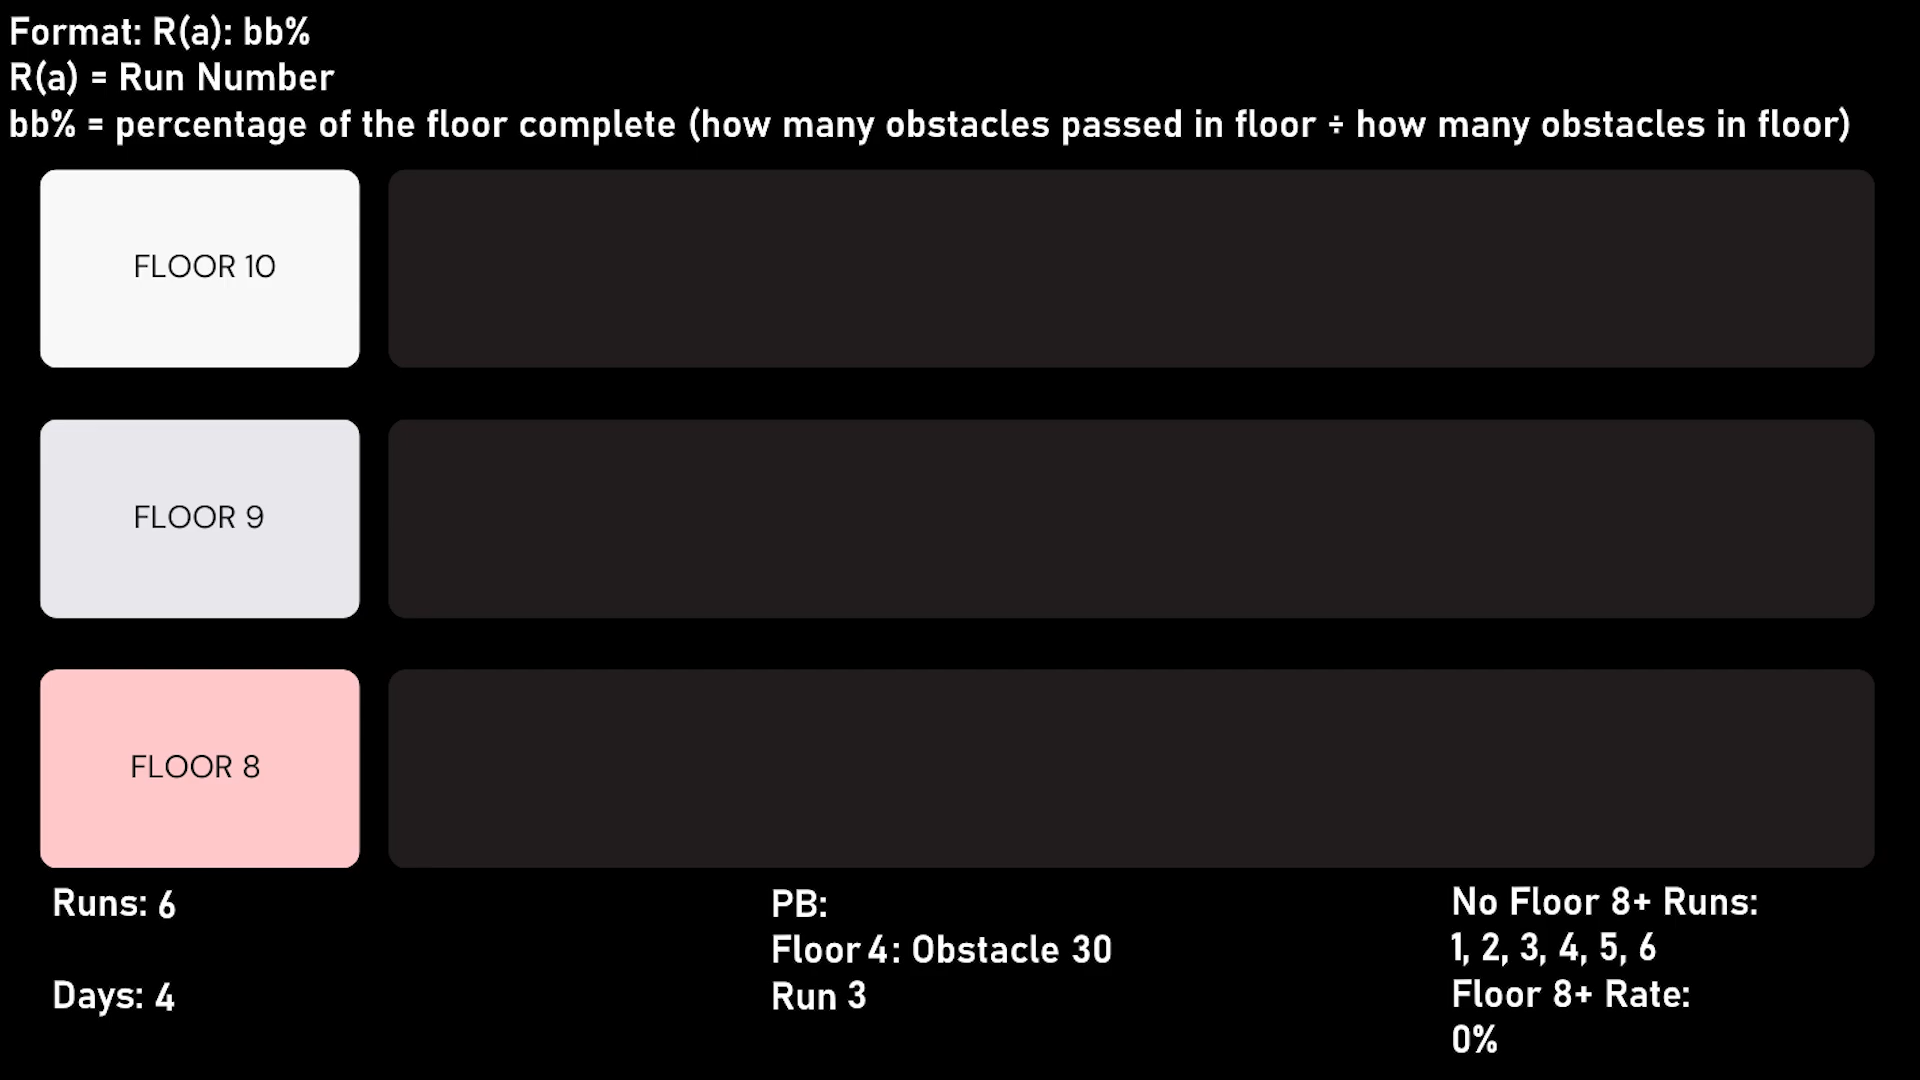 Format: R(a): bb%
R(a) = Run Number
bb% = percentage of the floor complete (how many obstacles passed in floor ÷ how many obstacles in floor)
FLOOR 10
FLOOR 9
FLOOR 8
Runs: 6
Days: 4
PB:
Floor 4: Obstacle 30
Run 3
No Floor 8+ Runs:
1, 2, 3, 4, 5, 6
Floor 8+ Rate:
0%